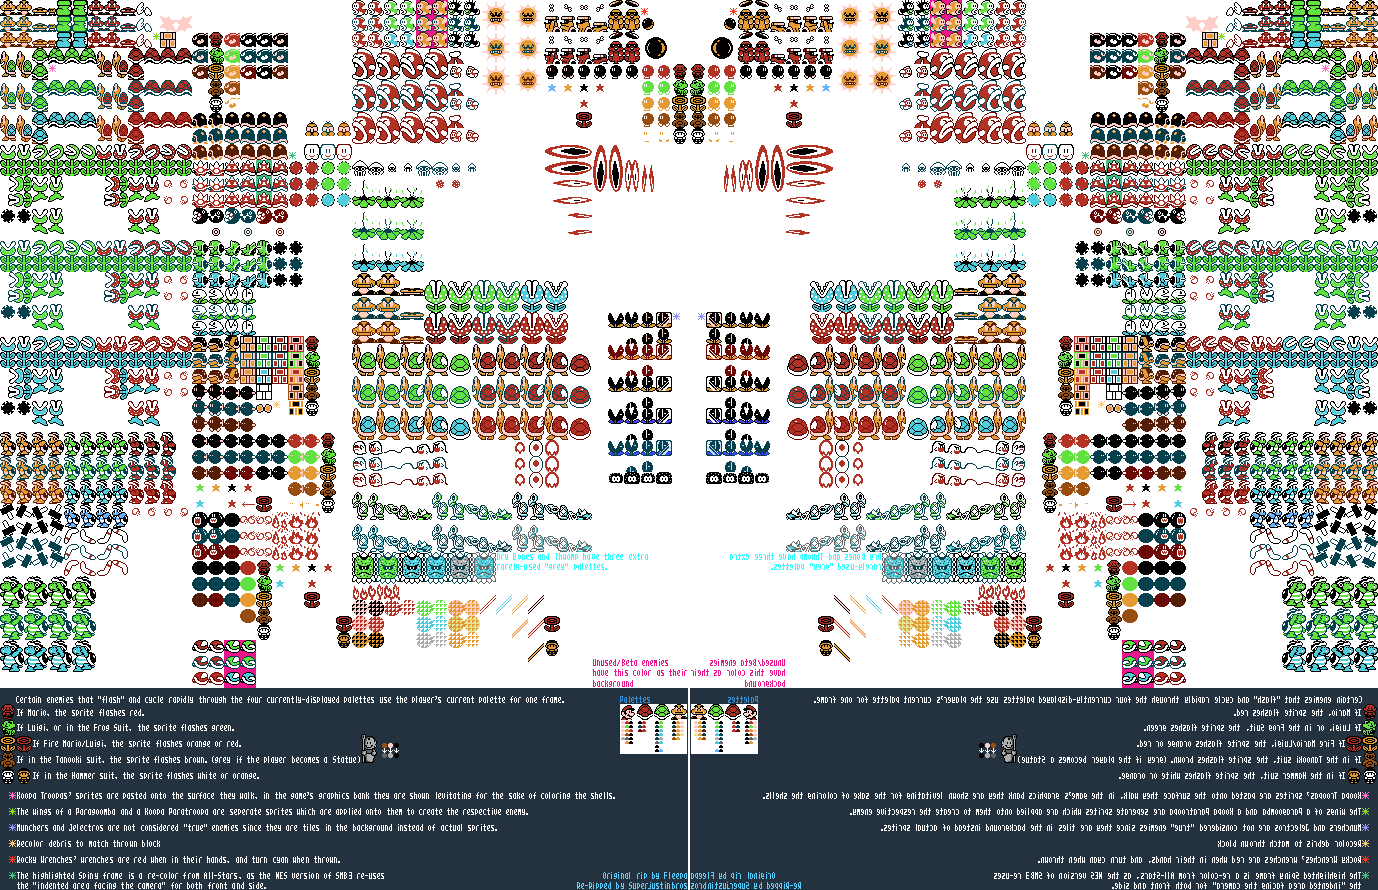 Dry Bones and Thwomp have three extra
rarely-used "grey" palettes.
Unused/Beta enemies
have this color as their
background
Palettes
Certain enemies that "flash" and cycle rapidly through the four currently-displayed palettes use the player's current palette for one frame.
If Mario, the sprite flashes red.
If Luigi, or in the Frog Suit, the sprite flashes green.
If Fire Mario/Luigi, the sprite flashes orange or red.
If in the Tanooki suit, the sprite flashes brown. (grey if the player becomes a Statue)
If in the Hammer suit, the sprite flashes white or orange.
Koopa Troopas' sprites are pasted onto the surface they walk, in the game's graphics bank they are shown levitating for the sake of coloring the shells.
The wings of a Paragoomba and a Koopa Paratroopa are seperate sprites which are applied onto them to create the respective enemy.
Munchers and Jelectros are not considered "true" enemies since they are tiles in the background instead of actual sprites.
Recolor debris to match thrown block
Rocky Wrenches' wrenches are red when in their hands, and turn cyan when thrown.
The highlighted Spiny frame is a re-color from All-Stars, as the NES version of SMB3 re-uses
the "indented area facing the camera" for both front and side.
Original rip by
Re-Ripped by Superjustinbros